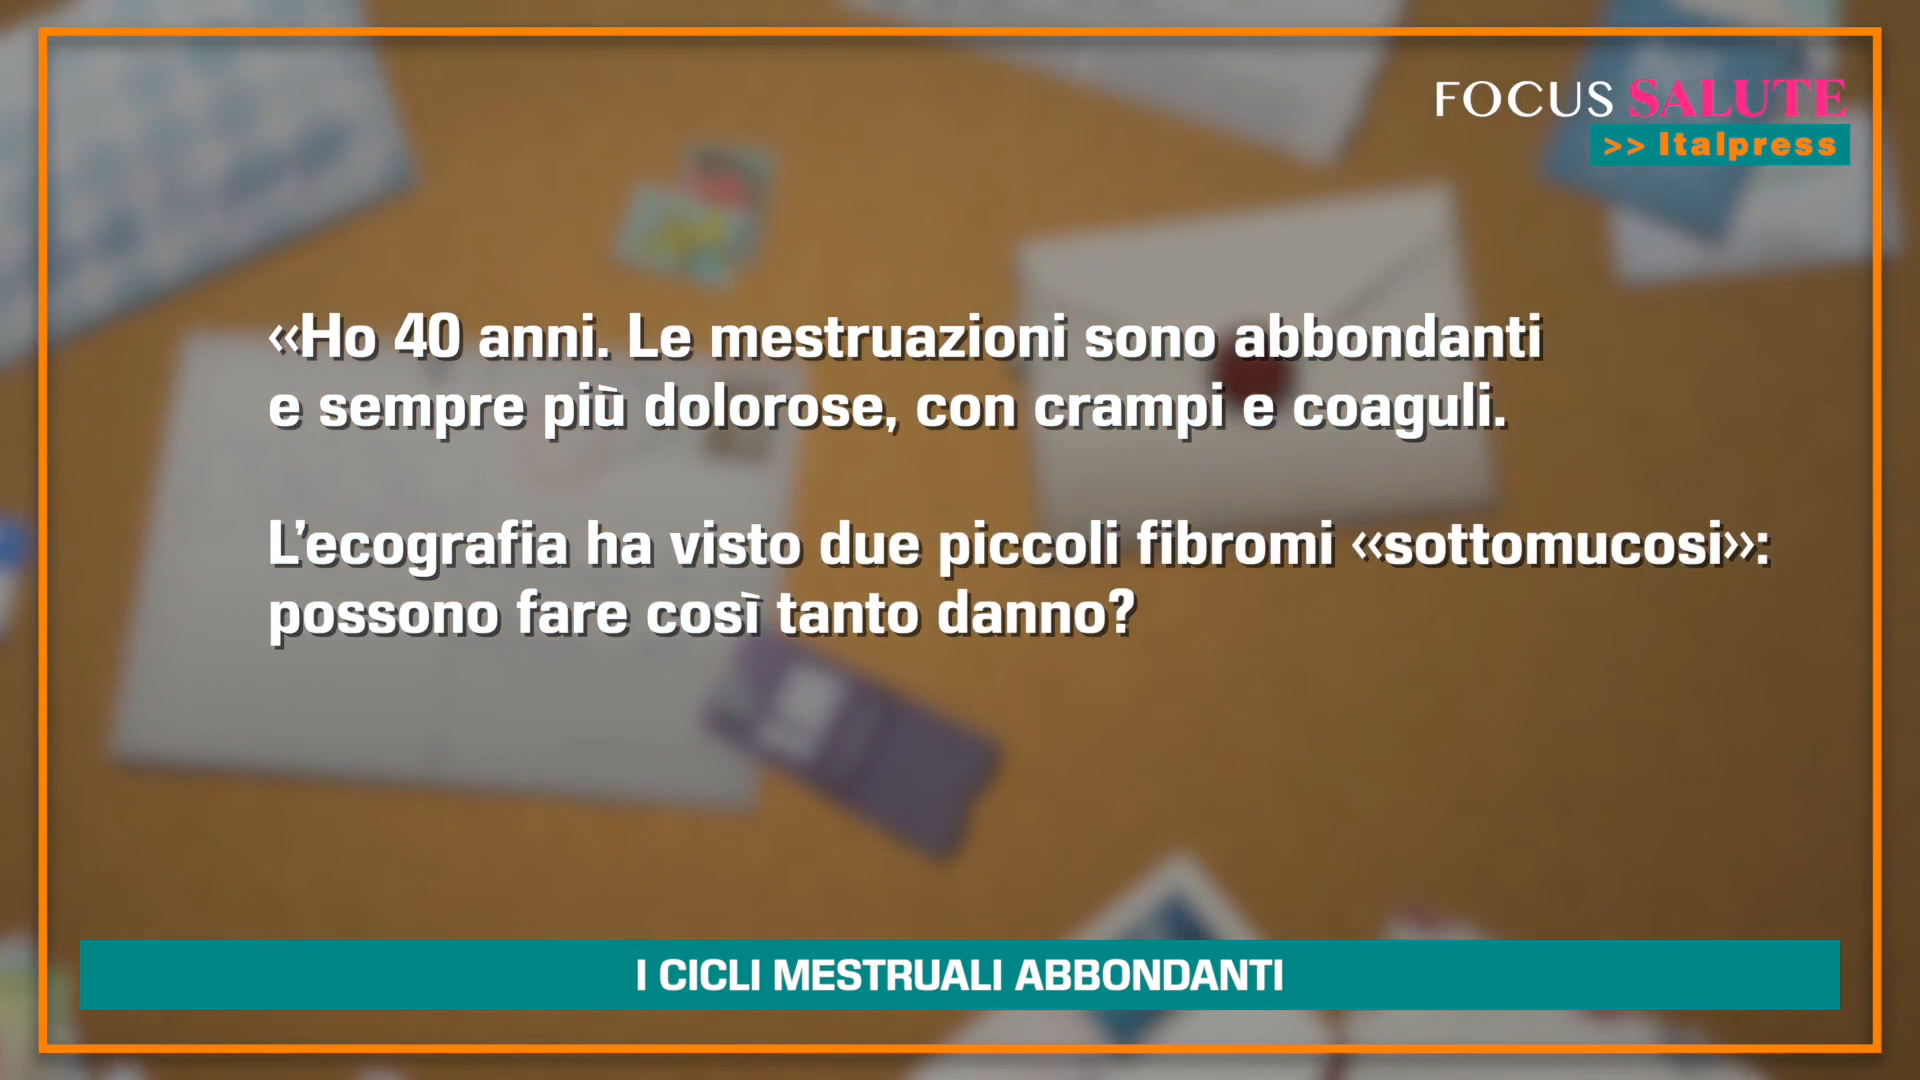 FOCUS SALUTE
>> Italpress
«Ho 40 anni. Le mestruazioni sono abbondanti
e sempre più dolorose, con crampi e coaguli.
L'ecografia ha visto due piccoli fibromi «sottomucosi»:
possono fare così tanto danno?
I CICLI MESTRUALI ABBONDANTI